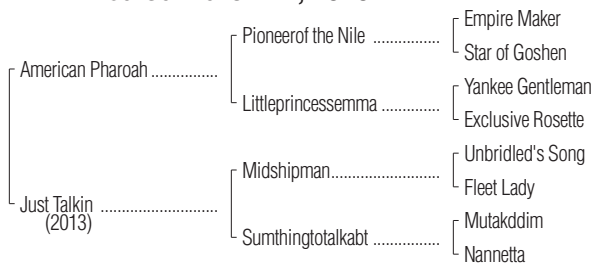 Empire Maker
Pioneerof the Nile ................
Star of Goshen
American Pharoah ................
Yankee Gentleman
Littleprincessemma ..............
Exclusive Rosette
Unbridled's Song
Midshipman.......................
Fleet Lady
Just Talkin ............................
(2013)
Mutakddim
Sumthingtotalkabt ................
Nannetta